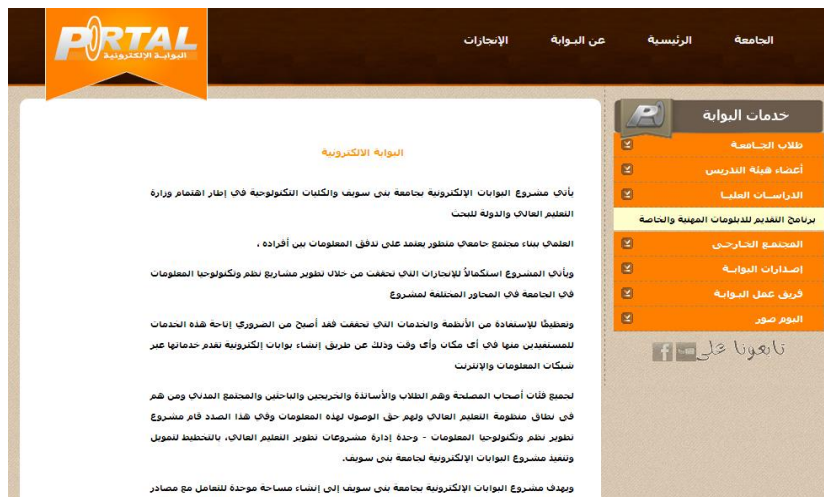 الجامعة
الرئيسية
عن البوابة
الإنجازات
PORTAL
البوابة الإلكترونية
خدمات البوابة
طلاب الجامعة
أعضاء هيئة التدريس
الدراسات العليا
برنامج التقديم للدبلومات المهنية والخاصة
المجتمع الخارجى
إصدارات البوابة
فريق عمل البوابة
البوم صور
تابعونا على
البوابة الالكترونية
يأتي مشروع البوابات الإلكترونية بجامعة بنى سويف والكليات التكنولوجية في إطار اهتمام وزارة
التعليم العالي والدولة للبحث
العلمي ببناء مجتمع جامعي متطور يعتمد على تدفق المعلومات بين أفراده ،
ويأتي المشروع استكمالاً للإنجازات التي تحققت من خلال تطوير مشاريع نظم وتكنولوجيا المعلومات
في الجامعة في المحاور المختلفة لمشروع
وتعظيمًا للإستفادة من الأنظمة والخدمات التي تحققت فقد أصبح من الضروري إتاحة هذه الخدمات
للمستفيدين منها في أى مكان وأى وقت وذلك عن طريق إنشاء بوابات إلكترونية تقدم خدماتها عبر
شبكات المعلومات والإنترنت
لجميع فئات أصحاب المصلحة وهم الطلاب والأساتذة والخريجين والباحثين والمجتمع المدني ومن هم
في نطاق منظومة التعليم العالي ولهم حق الوصول لهذه المعلومات وفي هذا الصدد قام مشروع
تطوير نظم وتكنولوجيا المعلومات - وحدة إدارة مشروعات تطوير التعليم العالي، بالتخطيط لتمويل
وتنفيذ مشروع البوابات الإلكترونية لجامعة بنى سويف.
ويهدف مشروع البوابات الإلكترونية بجامعة بنى سويف إلى إنشاء مساحة موحدة للتعامل مع مصادر